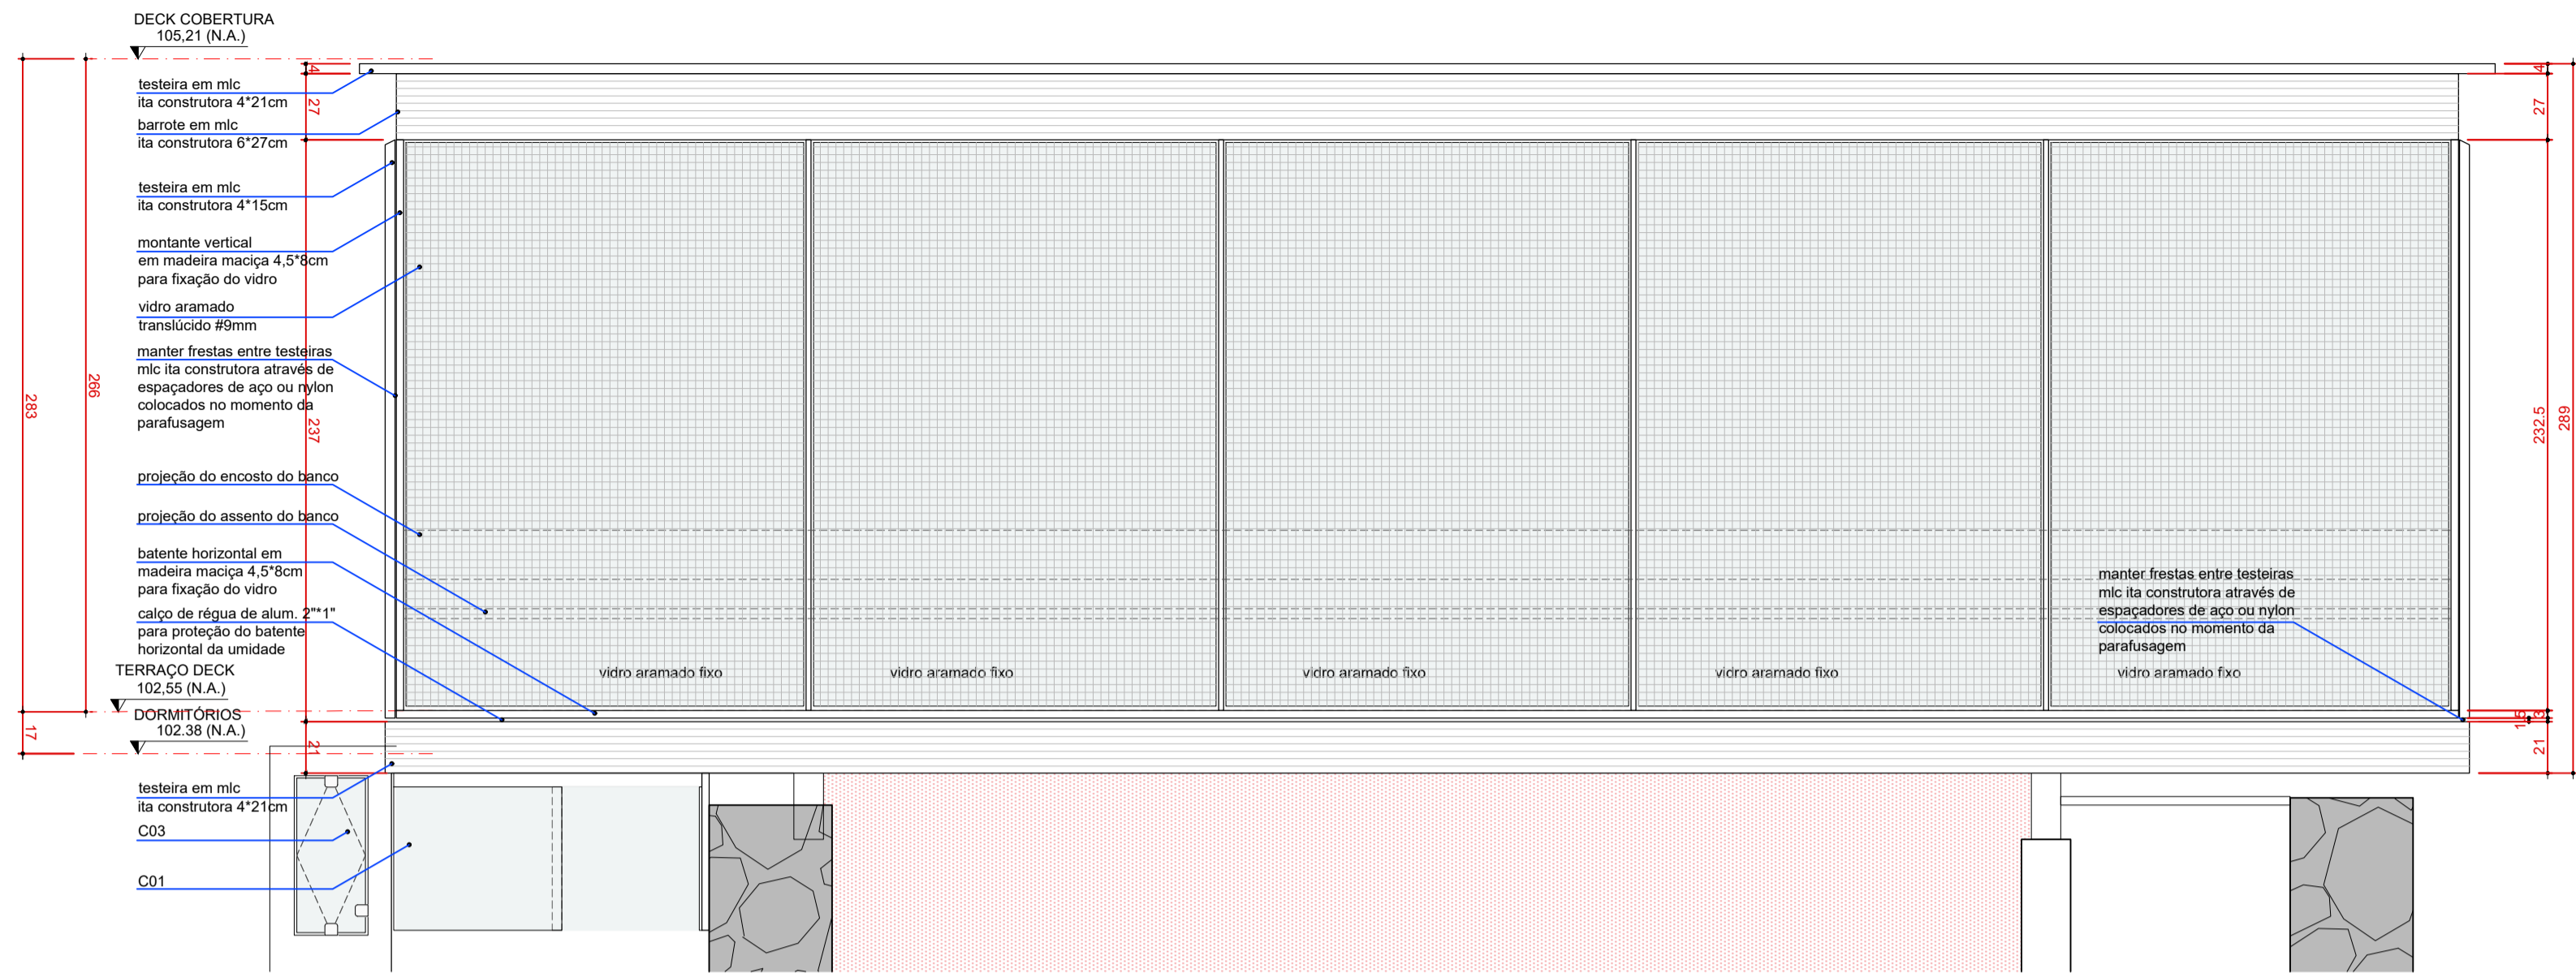 DECK COBERTURA
105,21 (N.A.)
testeira em mlc
ita construtora 4*21cm
barrote em mlc
ita construtora 6*27cm
testeira em mlc
ita construtora 4*15cm
montante vertical
em madeira maciça 4,5*8cm
para fixação do vidro
vidro aramado
translúcido #9mm
manter frestas entre testeiras
mlc ita construtora através de
espaçadores de aço ou nylon
colocados no momento da
parafusagem
projeção do encosto do banco
projeção do assento do banco
batente horizontal em
madeira maciça 4,5*8cm
para fixação do vidro
calço de régua de alum. 2"*1"
para proteção do batente
horizontal da umidade
TERRAÇO DECK
102,55 (N.A.)
DORMITÓRIOS
102.38 (N.A.)
testeira em mlc
ita construtora 4*21cm
C03
C01
283
17
266
4
27
237
21
vidro aramado fixo
vidro aramado fixo
vidro aramado fixo
vidro aramado fixo
vidro aramado fixo
manter frestas entre testeiras
mlc ita construtora através de
espaçadores de aço ou nylon
colocados no momento da
parafusagem
4
27
232.5
3
1.5
21
289